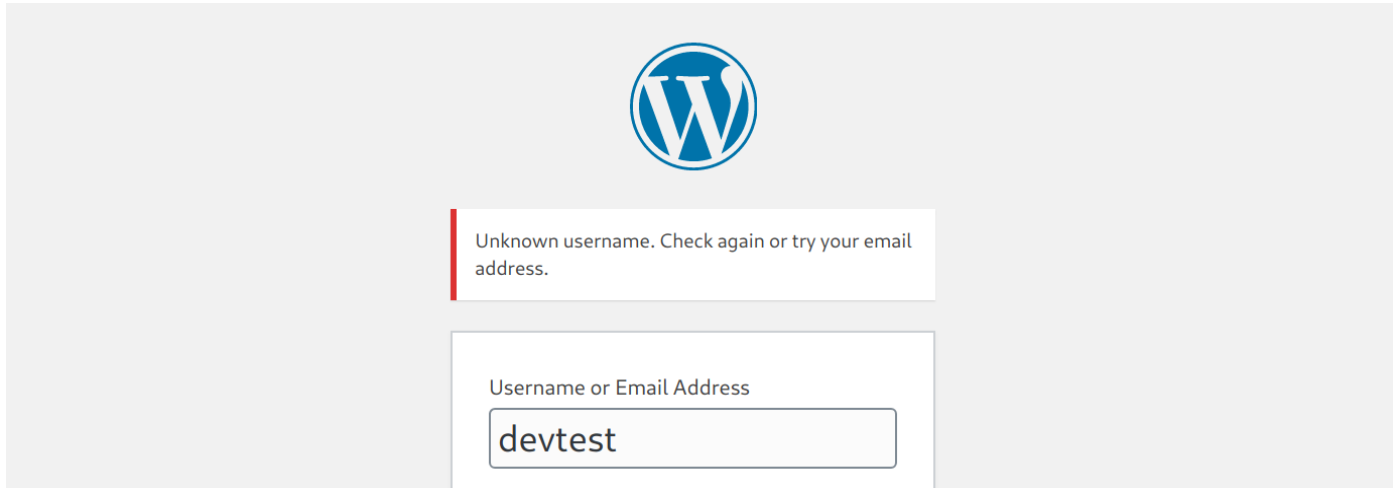 Unknown username. Check again or try your email
address.
Username or Email Address
devtest